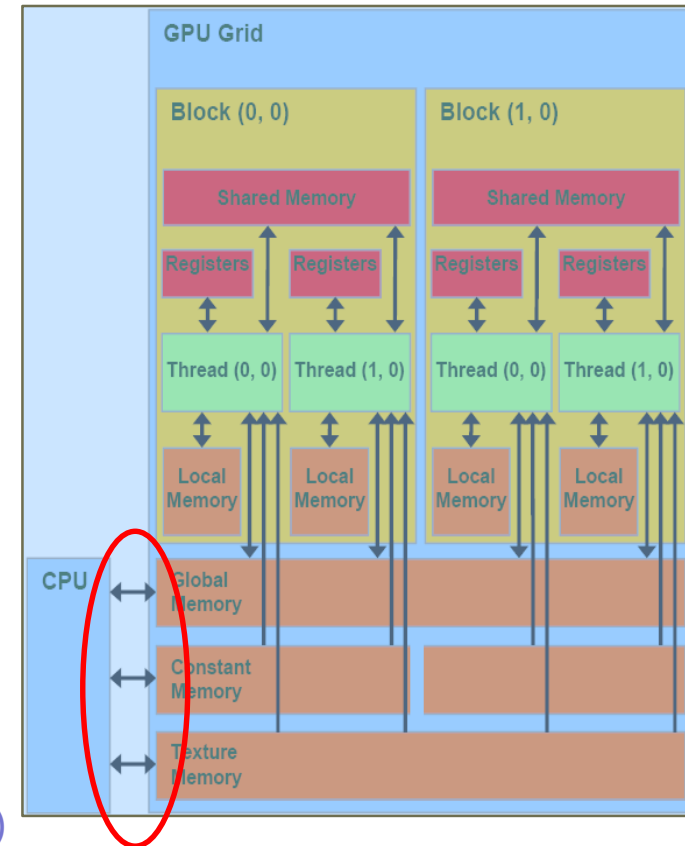 GPU Grid
Block (0, 0)
Block (1, 0)
Shared Memory
Shared Memory
Registers
Registers
Registers
Registers
Thread (0, 0)
Thread (1, 0)
Thread (0, 0)
Thread (1, 0)
Local
Memory
Local
Memory
Local
Memory
Local
Memory
CPU
Global
Memory
Constant
Memory
Texture
Memory
)